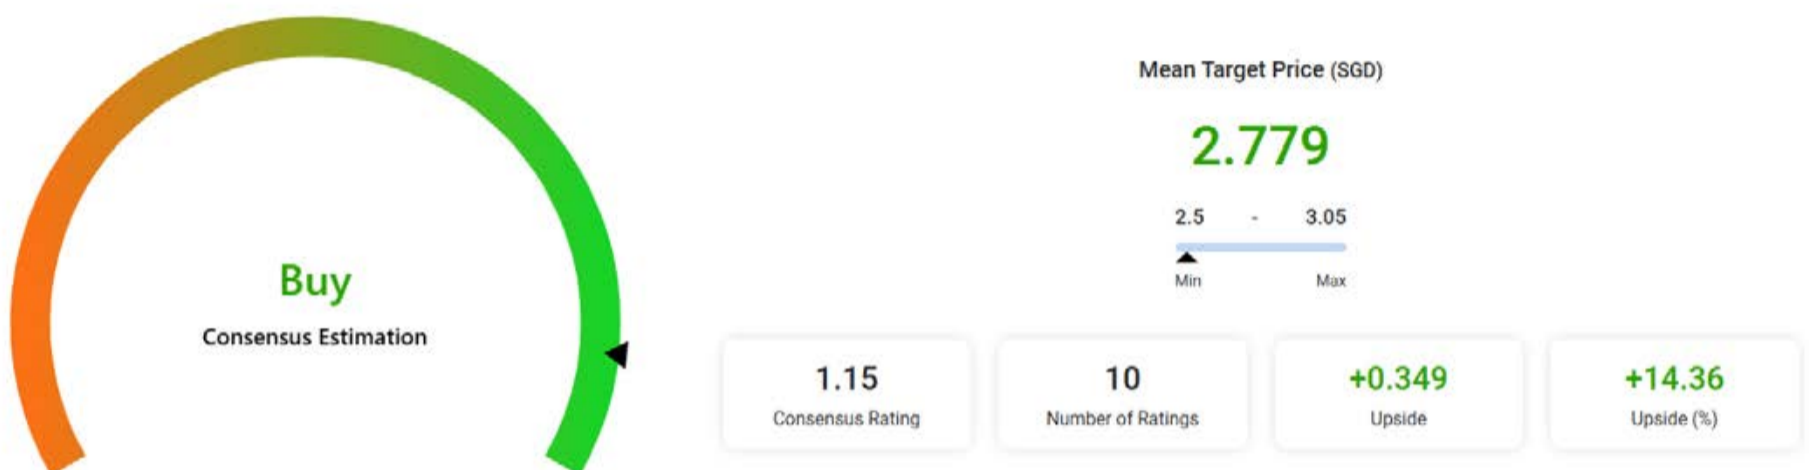 Buy
Consensus Estimation
Mean Target Price (SGD)
2.779
2.5 - 3.05
Min Max
1.15
Consensus Rating
10
Number of Ratings
+0.349
Upside
+14.36
Upside (%)